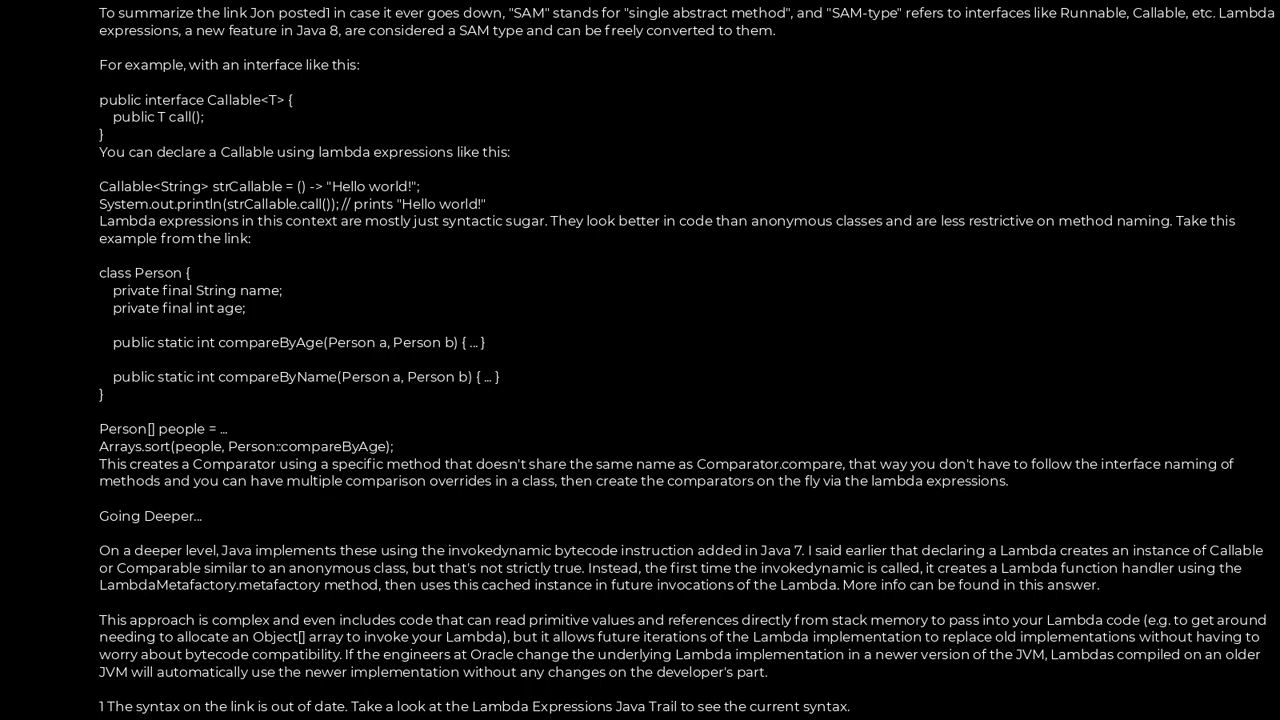 To summarize the link Jon posted1 in case it ever goes down, "SAM" stands for "single abstract method", and "SAM-type" refers to interfaces like Runnable, Callable, etc. Lambda
expressions, a new feature in Java 8, are considered a SAM type and can be freely converted to them.

For example, with an interface like this:

public interface Callable<T> {
    public T call();
}
You can declare a Callable using lambda expressions like this:

Callable<String> strCallable = () -> "Hello world!";
System.out.println(strCallable.call()); // prints "Hello world!"
Lambda expressions in this context are mostly just syntactic sugar. They look better in code than anonymous classes and are less restrictive on method naming. Take this
example from the link:

class Person {
    private final String name;
    private final int age;

    public static int compareByAge(Person a, Person b) { ... }

    public static int compareByName(Person a, Person b) { ... }
}

Person[] people = ...
Arrays.sort(people, Person::compareByAge);
This creates a Comparator using a specific method that doesn't share the same name as Comparator.compare, that way you don't have to follow the interface naming of
methods and you can have multiple comparison overrides in a class, then create the comparators on the fly via the lambda expressions.

Going Deeper...

On a deeper level, Java implements these using the invokedynamic bytecode instruction added in Java 7. I said earlier that declaring a Lambda creates an instance of Callable
or Comparable similar to an anonymous class, but that's not strictly true. Instead, the first time the invokedynamic is called, it creates a Lambda function handler using the
LambdaMetafactory.metafactory method, then uses this cached instance in future invocations of the Lambda. More info can be found in this answer.

This approach is complex and even includes code that can read primitive values and references directly from stack memory to pass into your Lambda code (e.g. to get around
needing to allocate an Object[] array to invoke your Lambda), but it allows future iterations of the Lambda implementation to replace old implementations without having to
worry about bytecode compatibility. If the engineers at Oracle change the underlying Lambda implementation in a newer version of the JVM, Lambdas compiled on an older
JVM will automatically use the newer implementation without any changes on the developer's part.

1 The syntax on the link is out of date. Take a look at the Lambda Expressions Java Trail to see the current syntax.